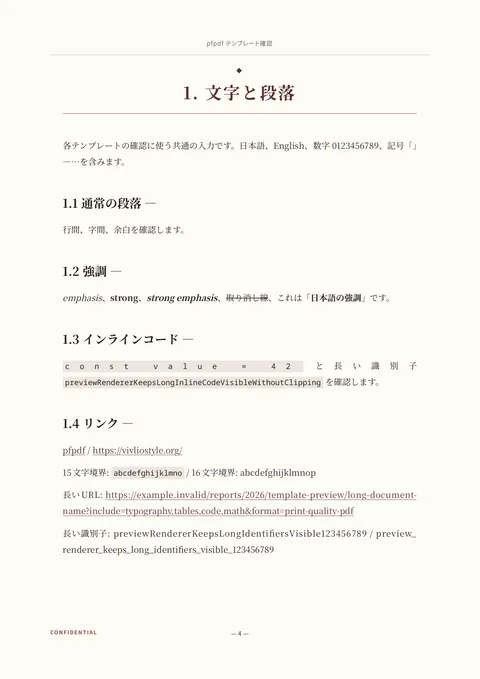 pfpdf テンプレート確認
1. 文字と段落
各テンプレートの確認に使う共通の入力です。日本語、English、数字 0123456789、記号「」
―…を含みます。
1.1 通常の段落 —
行間、字間、余白を確認します。
1.2 強調 —
emphasis、strong、strong emphasis、取り消し線、これは「日本語の強調」です。
1.3 インラインコード —
const value = 42 と長い識別子
previewRendererKeepsLongInlineCodeVisibleWithoutClipping を確認します。
1.4 リンク —
pfpdf / https://vivliostyle.org/
15 文字境界: abcdefghijklmno / 16 文字境界: abcdefghijklmnop
長い URL: https://example.invalid/reports/2026/template-preview/long-document-
name?include=typography,tables,code,math&format=print-quality-pdf
長い識別子: previewRendererKeepsLongIdentifiersVisible123456789 / preview_
renderer_keeps_long_identifiers_visible_123456789
CONFIDENTIAL
— 4 —